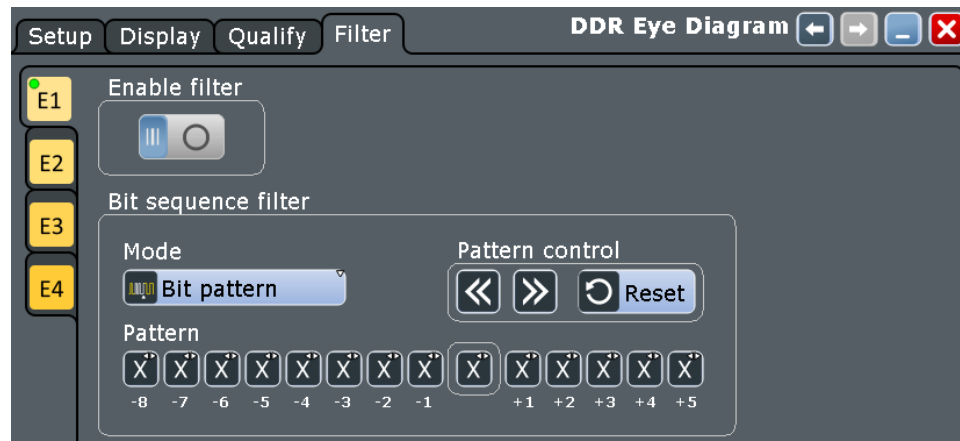 Setup Display Qualify Filter DDR Eye Diagram
E1
Enable filter
E2
Bit sequence filter
E3
Mode Pattern control
E4
Bit pattern Reset
Pattern
X X X X X X X X X X X X X X
-8 -7 -6 -5 -4 -3 -2 -1 +1 +2 +3 +4 +5